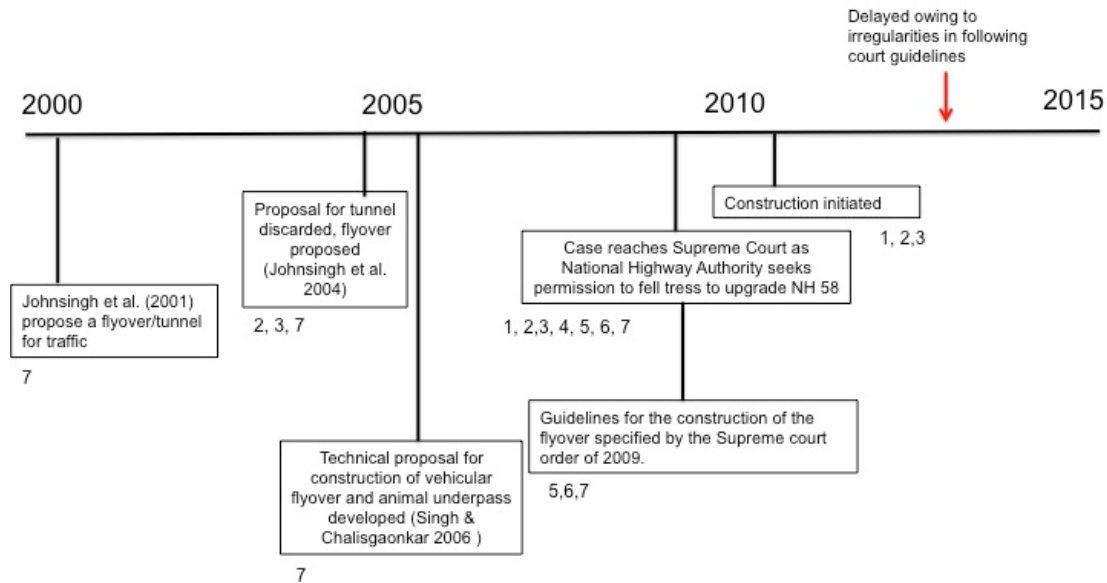 Delayed owing to
irregularities in following
court guidelines
2000
2005
2010
2015
Johnsingh et al. (2001)
propose a flyover/tunnel
for traffic
7
Proposal for tunnel
discarded, flyover
proposed
(Johnsingh et al.
2004)
2, 3, 7
Technical proposal for
construction of vehicular
flyover and animal underpass
developed (Singh &
Chalisgaonkar 2006 )
7
Case reaches Supreme Court as
National Highway Authority seeks
permission to fell tress to upgrade NH 58
1, 2,3, 4, 5, 6, 7
Guidelines for the construction of the
flyover specified by the Supreme court
order of 2009.
5,6,7
Construction initiated
1, 2,3